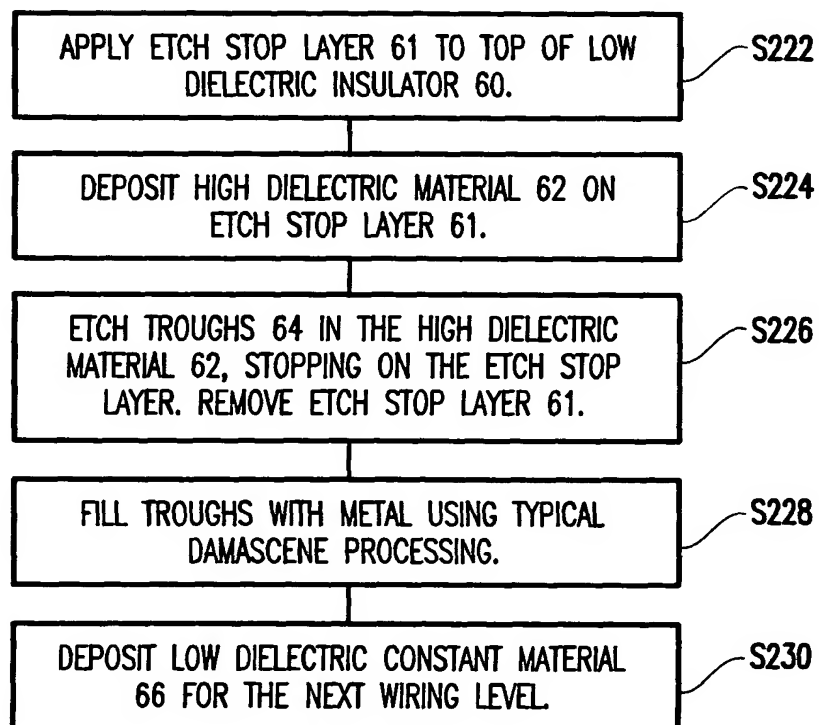 APPLY ETCH STOP LAYER 61 TO TOP OF LOW
DIELECTRIC INSULATOR 60.
S222
DEPOSIT HIGH DIELECTRIC MATERIAL 62 ON
ETCH STOP LAYER 61.
S224
ETCH TROUGHS 64 IN THE HIGH DIELECTRIC
MATERIAL 62, STOPPING ON THE ETCH STOP
LAYER. REMOVE ETCH STOP LAYER 61.
S226
FILL TROUGHS WITH METAL USING TYPICAL
DAMASCENE PROCESSING.
S228
DEPOSIT LOW DIELECTRIC CONSTANT MATERIAL
66 FOR THE NEXT WIRING LEVEL.
S230